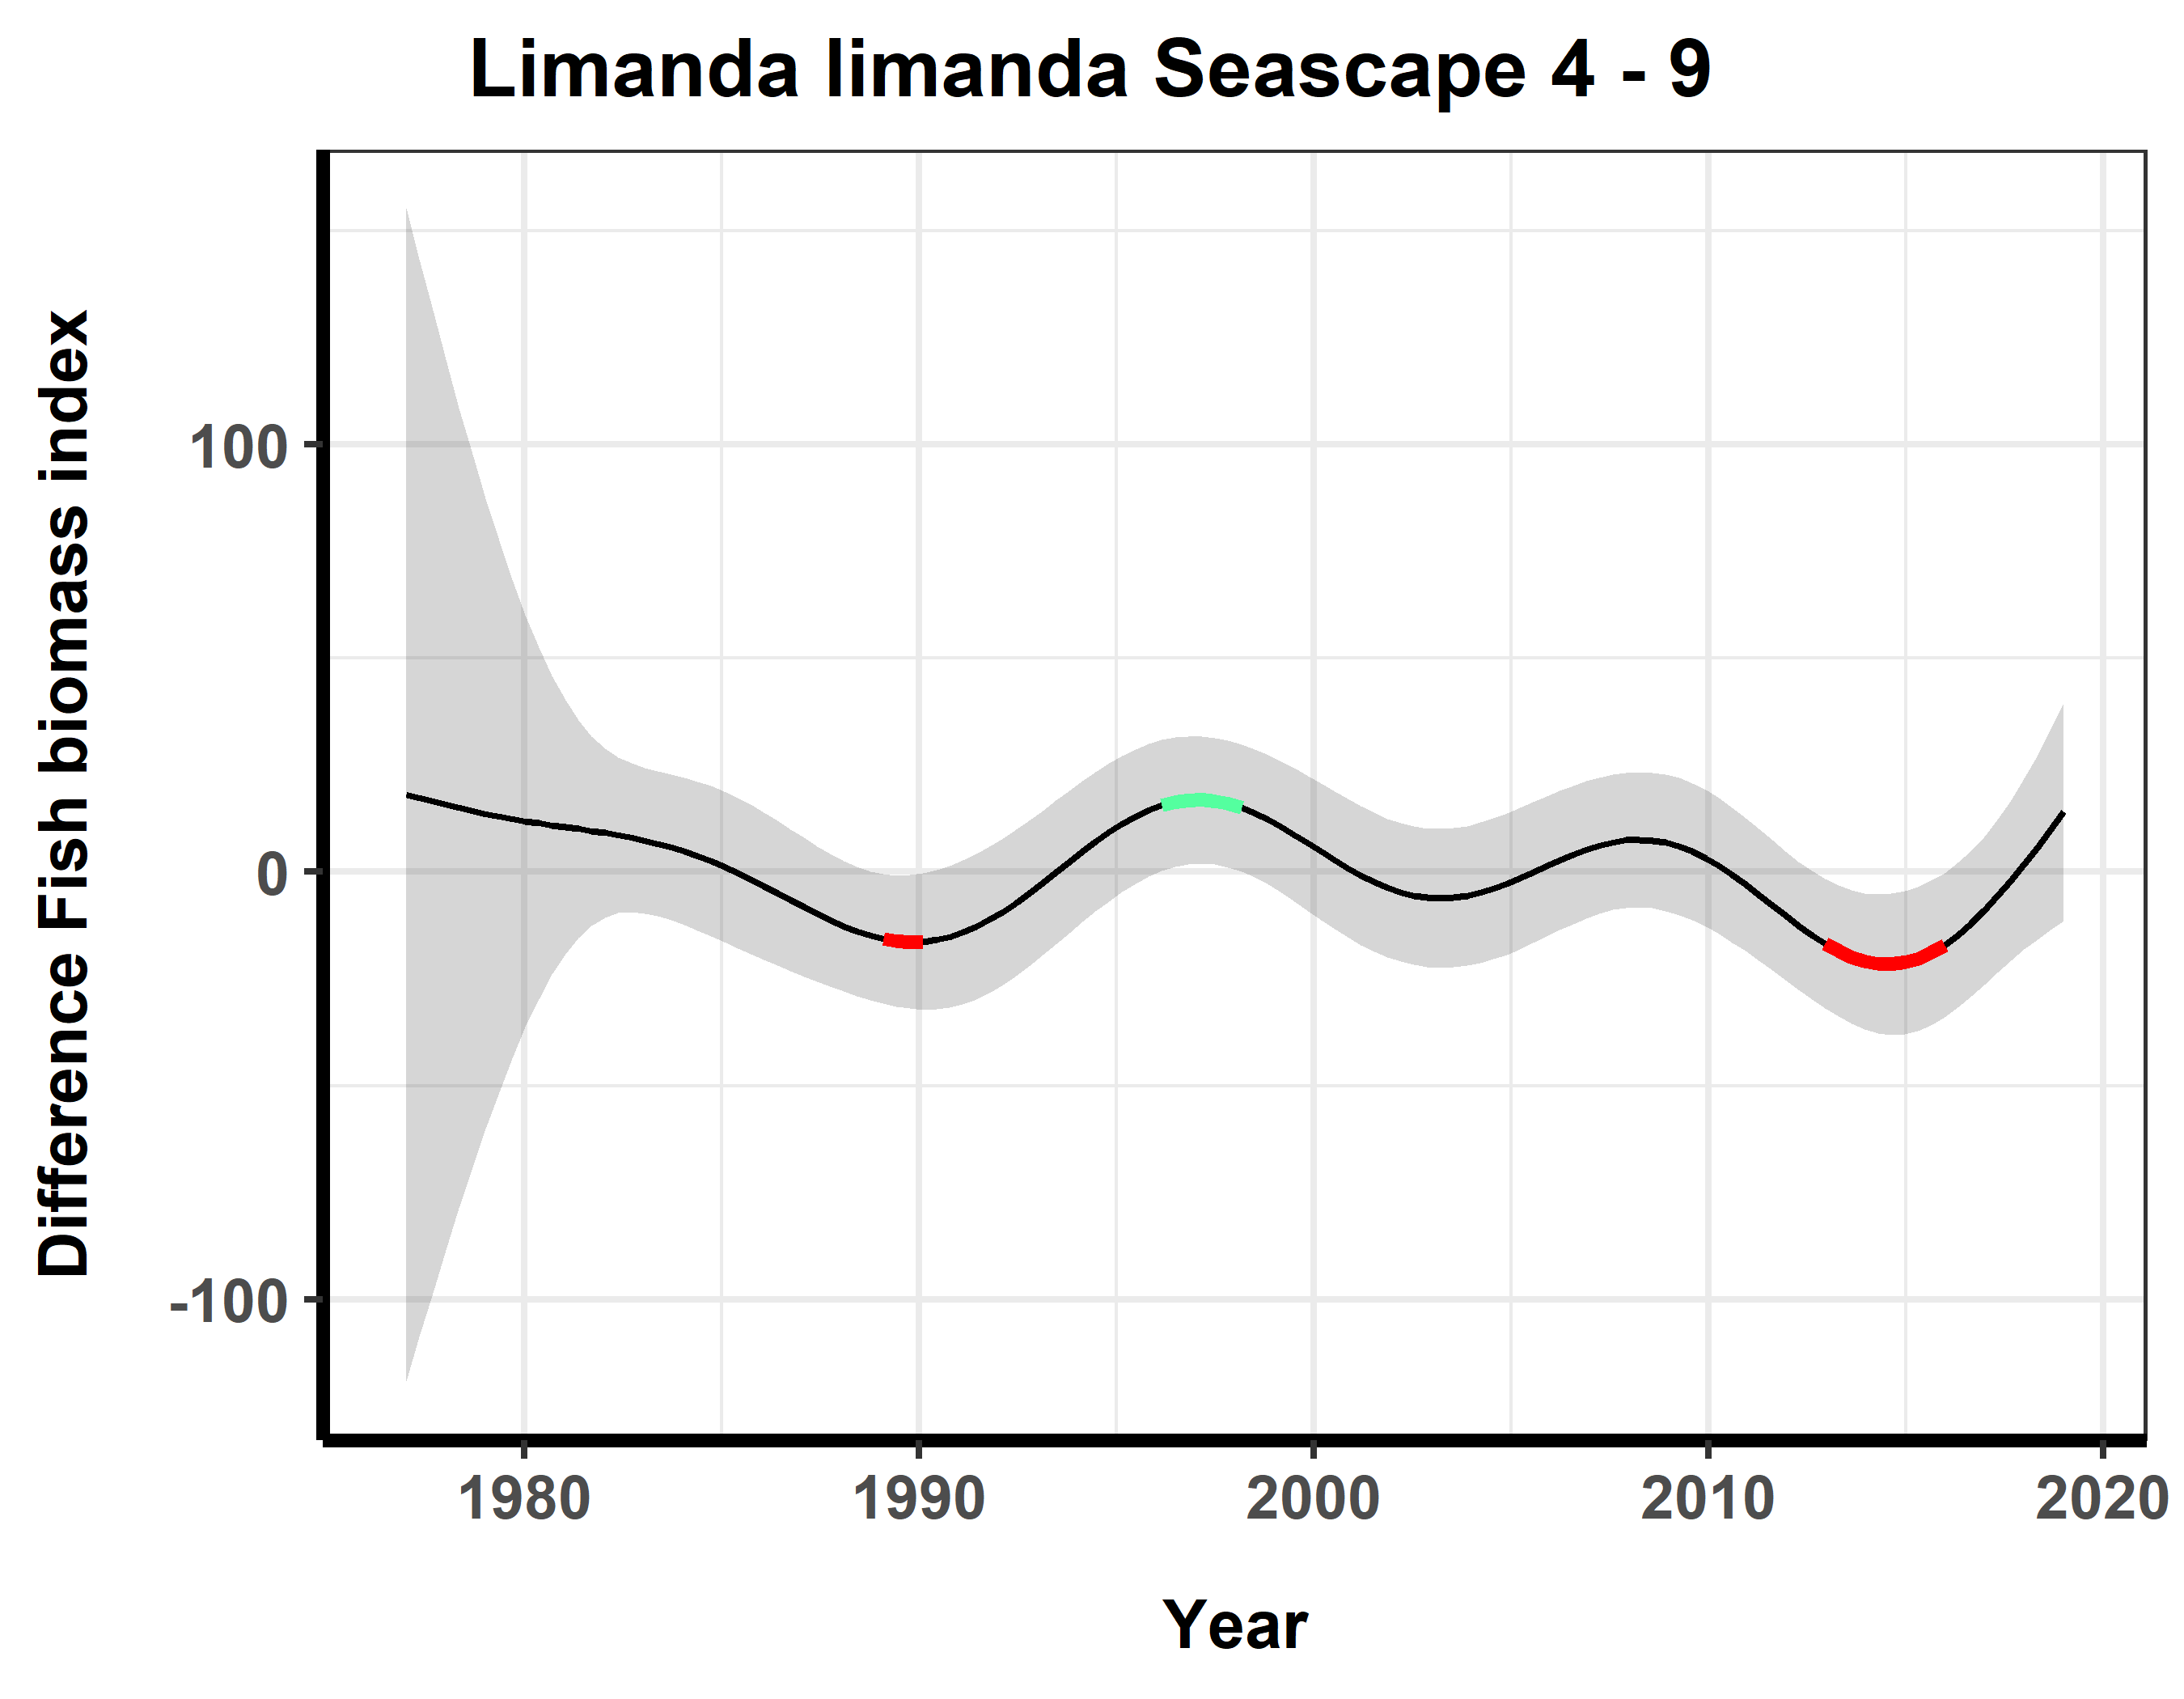 Limanda limanda Seascape 4 - 9
Difference Fish biomass index
100
0
-100
1980 1990 2000 2010 2020
Year